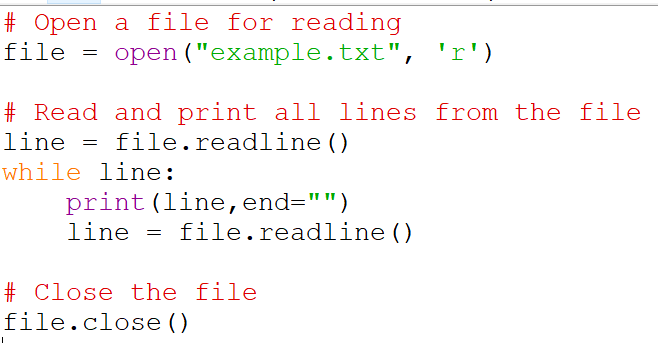 # Open a file for reading
file = open("example.txt", 'r')
# Read and print all lines from the file
line = file.readline()
while line:
    print(line,end="")
    line = file.readline()
# Close the file
file.close()